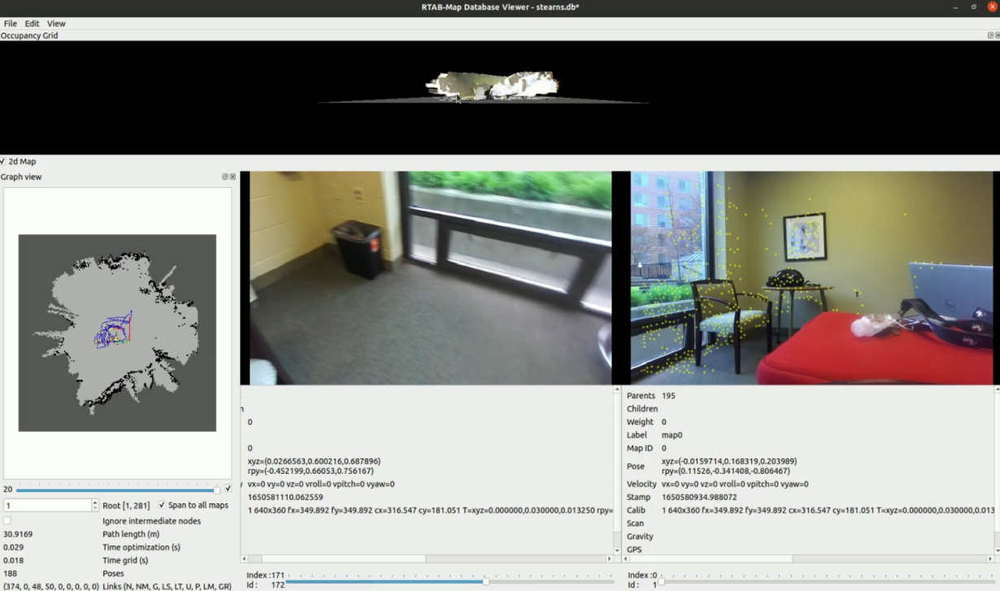 RTAB-Map Database Viewer - stearns.db*
File Edit View
Occupancy Grid
2d Map
Graph view
20
1 Root [1, 281] Span to all maps
Ignore intermediate nodes
30.9169 Path length (m)
0.029 Time optimization (s)
0.018 Time grid (s)
188 Poses
(374, 0, 48, 50, 0, 0, 0, 0, 0) Links (N, NM, G, LS, LT, U, P, LM, GR)
n
0
0
xyz=(0.0266563,0.600216,0.687896)
rpy=(-0.452199,0.66053,0.756167)
y vx=0 vy=0 vz=0 vroll=0 vpitch=0 vyaw=0
1650581110.062559
1 640x360 fx=349.892 fy=349.892 cx=316.547 cy=181.051 T=xyz=0.000000,0.030000,0.013250 rpy=
Index :171
Id : 172
Parents 195
Children
Weight 0
Label map0
Map ID 0
Pose xyz=(-0.0159714,0.168319,0.203989)
rpy=(0.11526,-0.341408,-0.806467)
Velocity vx=0 vy=0 vz=0 vroll=0 vpitch=0 vyaw=0
Stamp 1650580934.988072
Calib 1 640x360 fx=349.892 fy=349.892 cx=316.547 cy=181.051 T=xyz=0.000000,0.030000,0.013
Scan
Gravity
GPS
Index :0
Id : 1